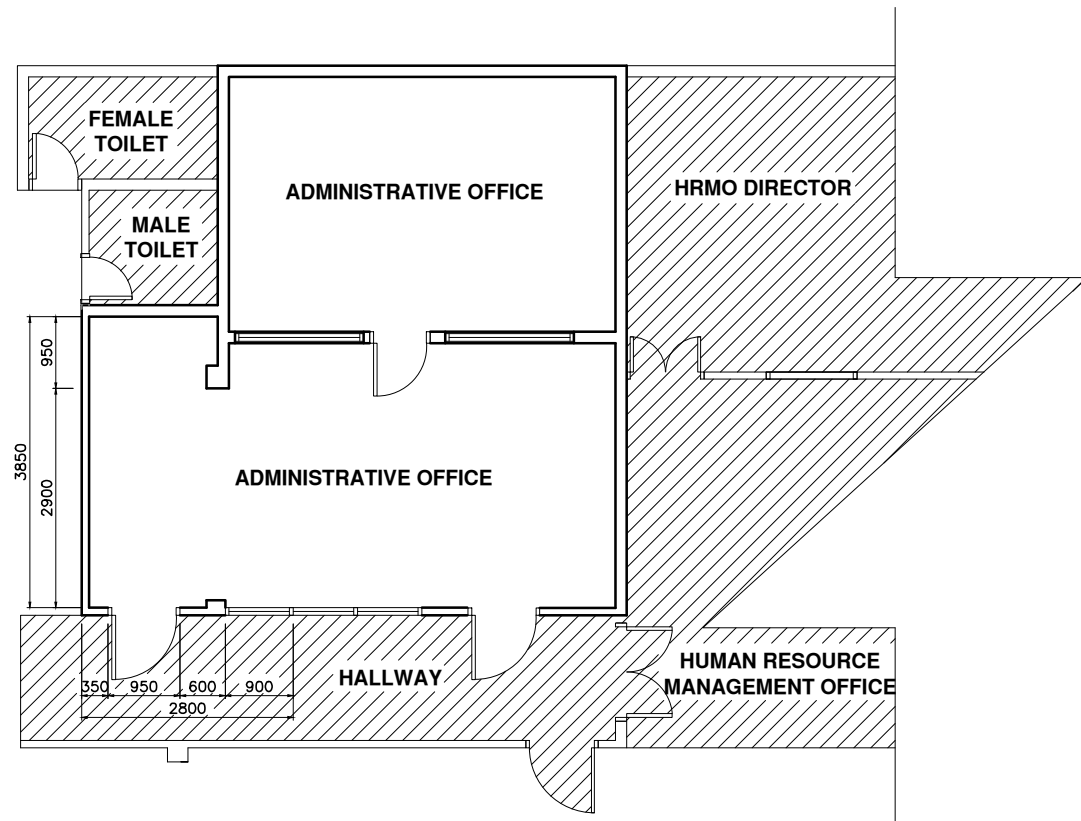 FEMALE
TOILET
ADMINISTRATIVE OFFICE
HRMO DIRECTOR
MALE
TOILET
950
3850
2900
ADMINISTRATIVE OFFICE
HALLWAY
HUMAN RESOURCE
MANAGEMENT OFFICE
350
950
600
900
2800